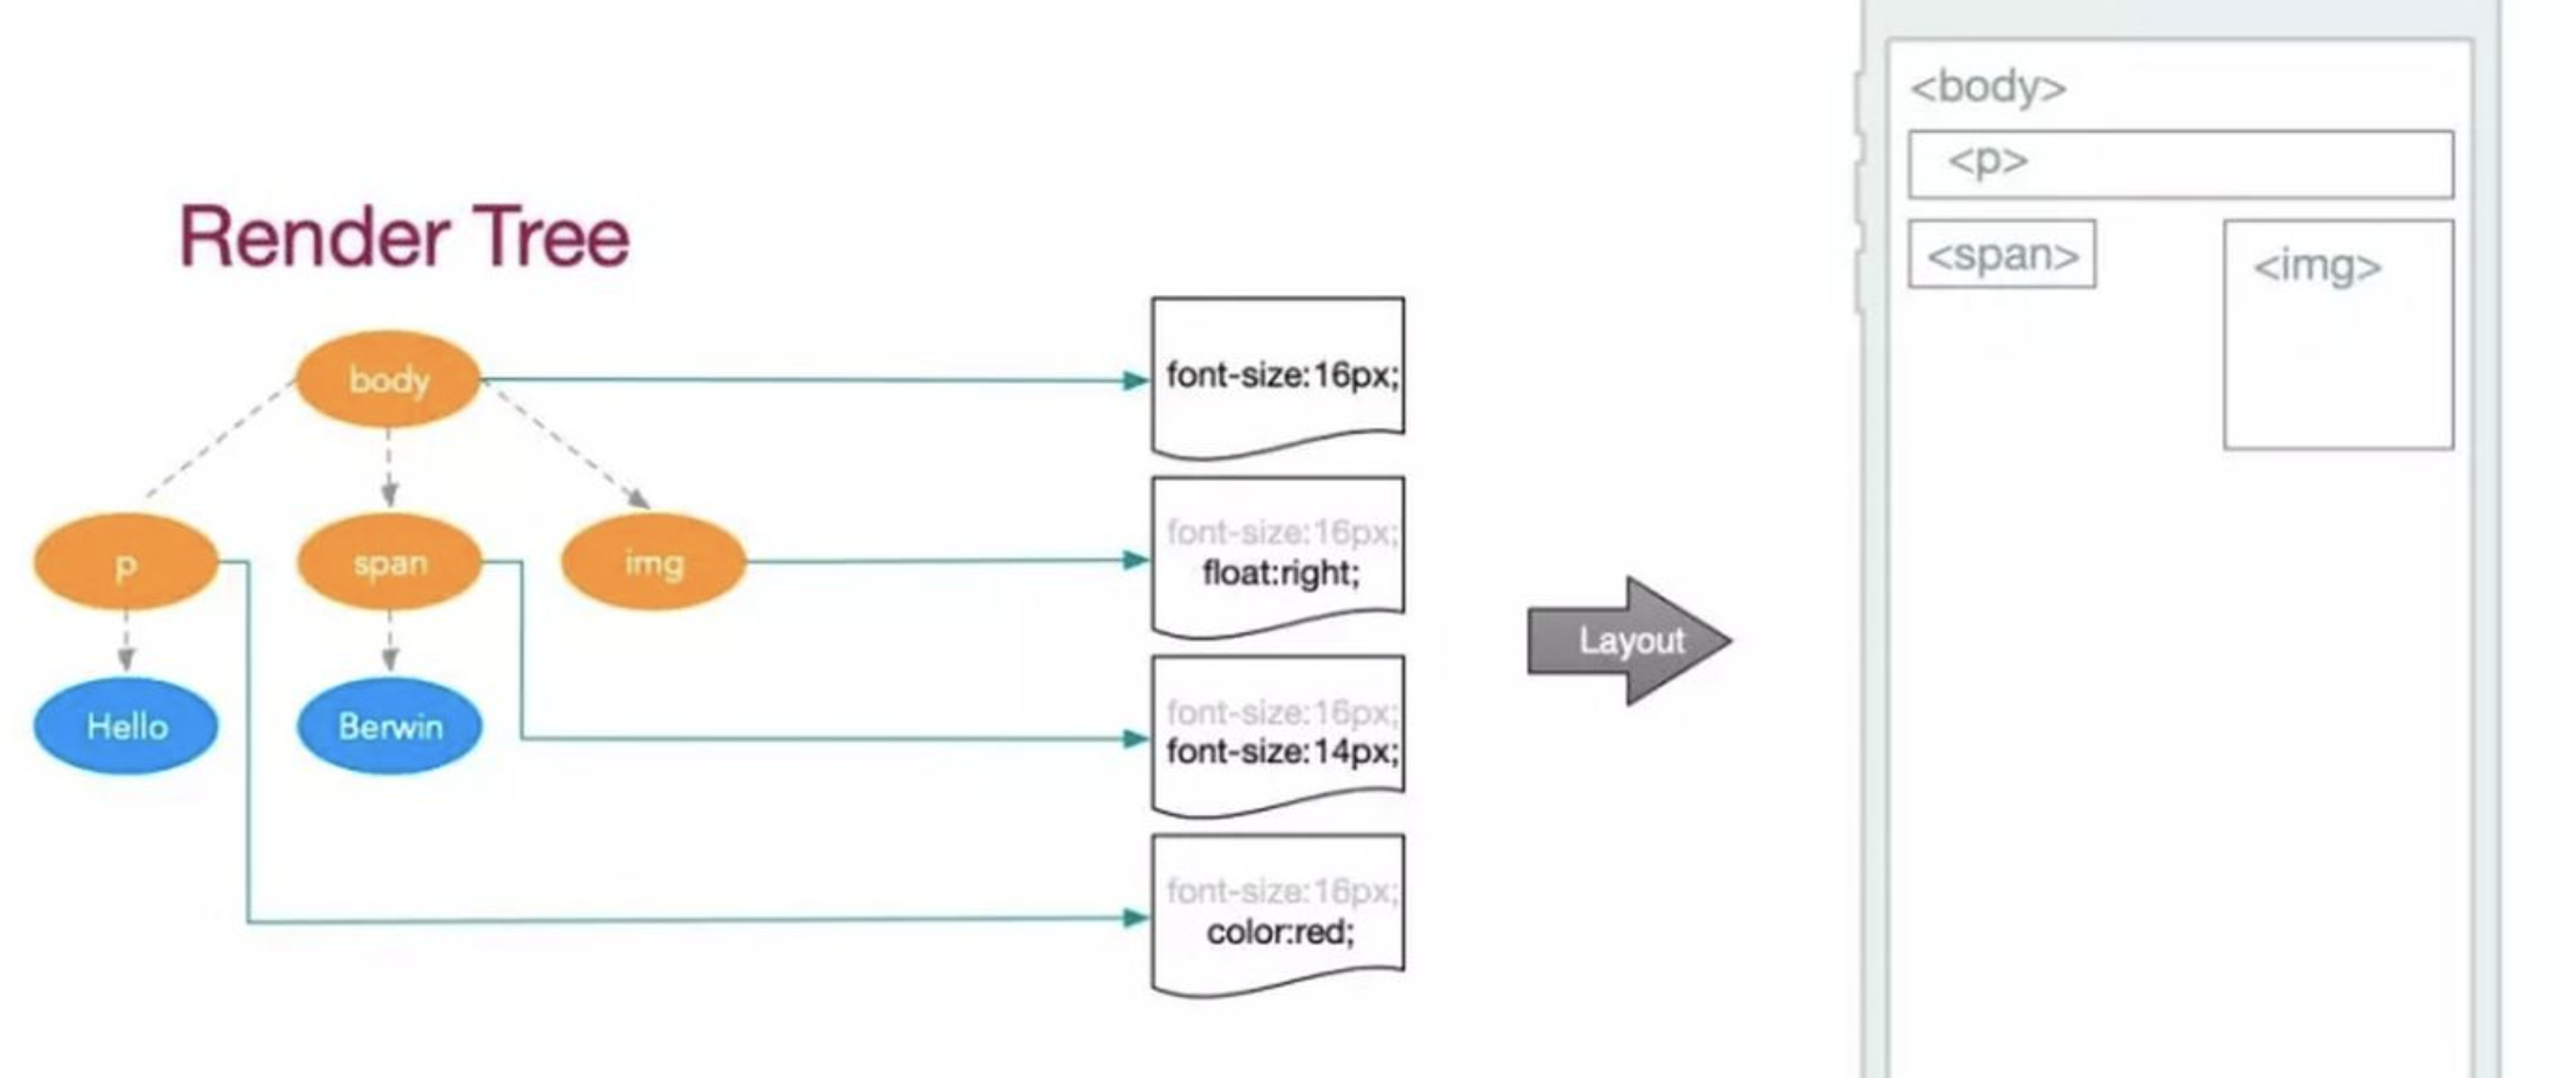 Render Tree
body
p
span
img
Hello
Berwin
font-size:16px;
font-size:16px;
float:right;
font-size:16px;
font-size:14px;
font-size:16px;
color:red;
Layout
<body>
<p>
<span>
<img>